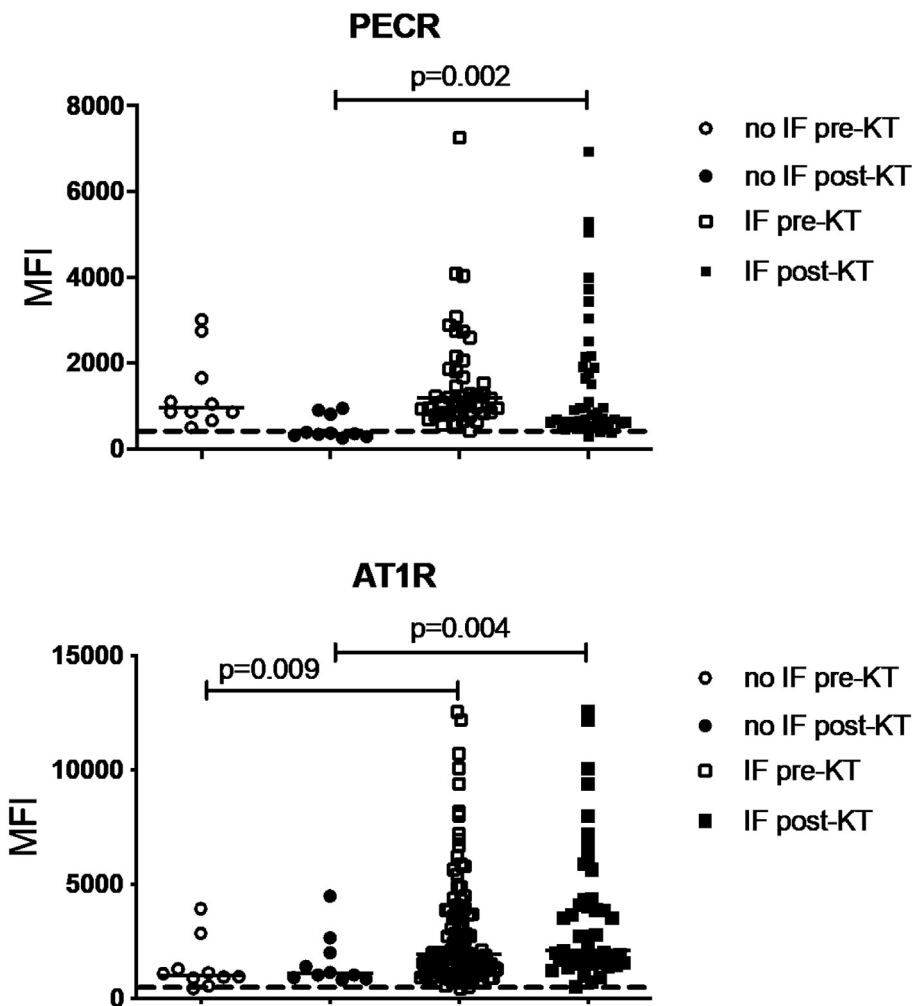 PECR
p=0.002
8000
6000
4000
2000
0
MFI
no IF pre-KT
no IF post-KT
IF pre-KT
IF post-KT
AT1R
p=0.004
p=0.009
15000
10000
5000
0
MFI
no IF pre-KT
no IF post-KT
IF pre-KT
IF post-KT